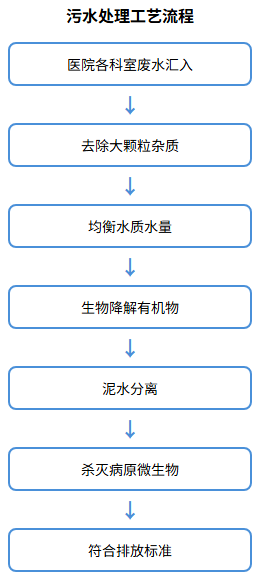 污水处理工艺流程
医院各科室废水汇入
去除大颗粒杂质
均衡水质水量
生物降解有机物
泥水分离
杀灭病原微生物
符合排放标准